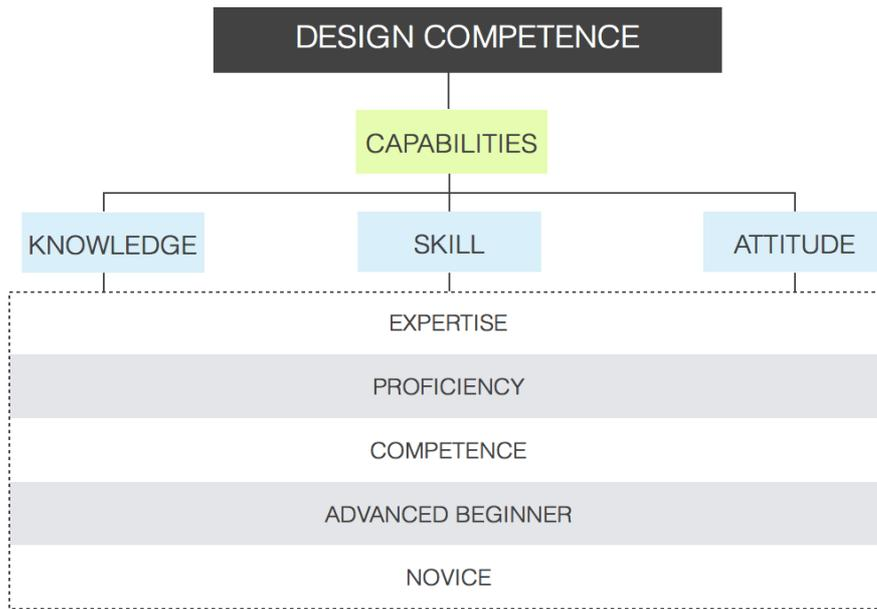 DESIGN COMPETENCE
CAPABILITIES
KNOWLEDGE
SKILL
ATTITUDE
EXPERTISE
PROFICIENCY
COMPETENCE
ADVANCED BEGINNER
NOVICE